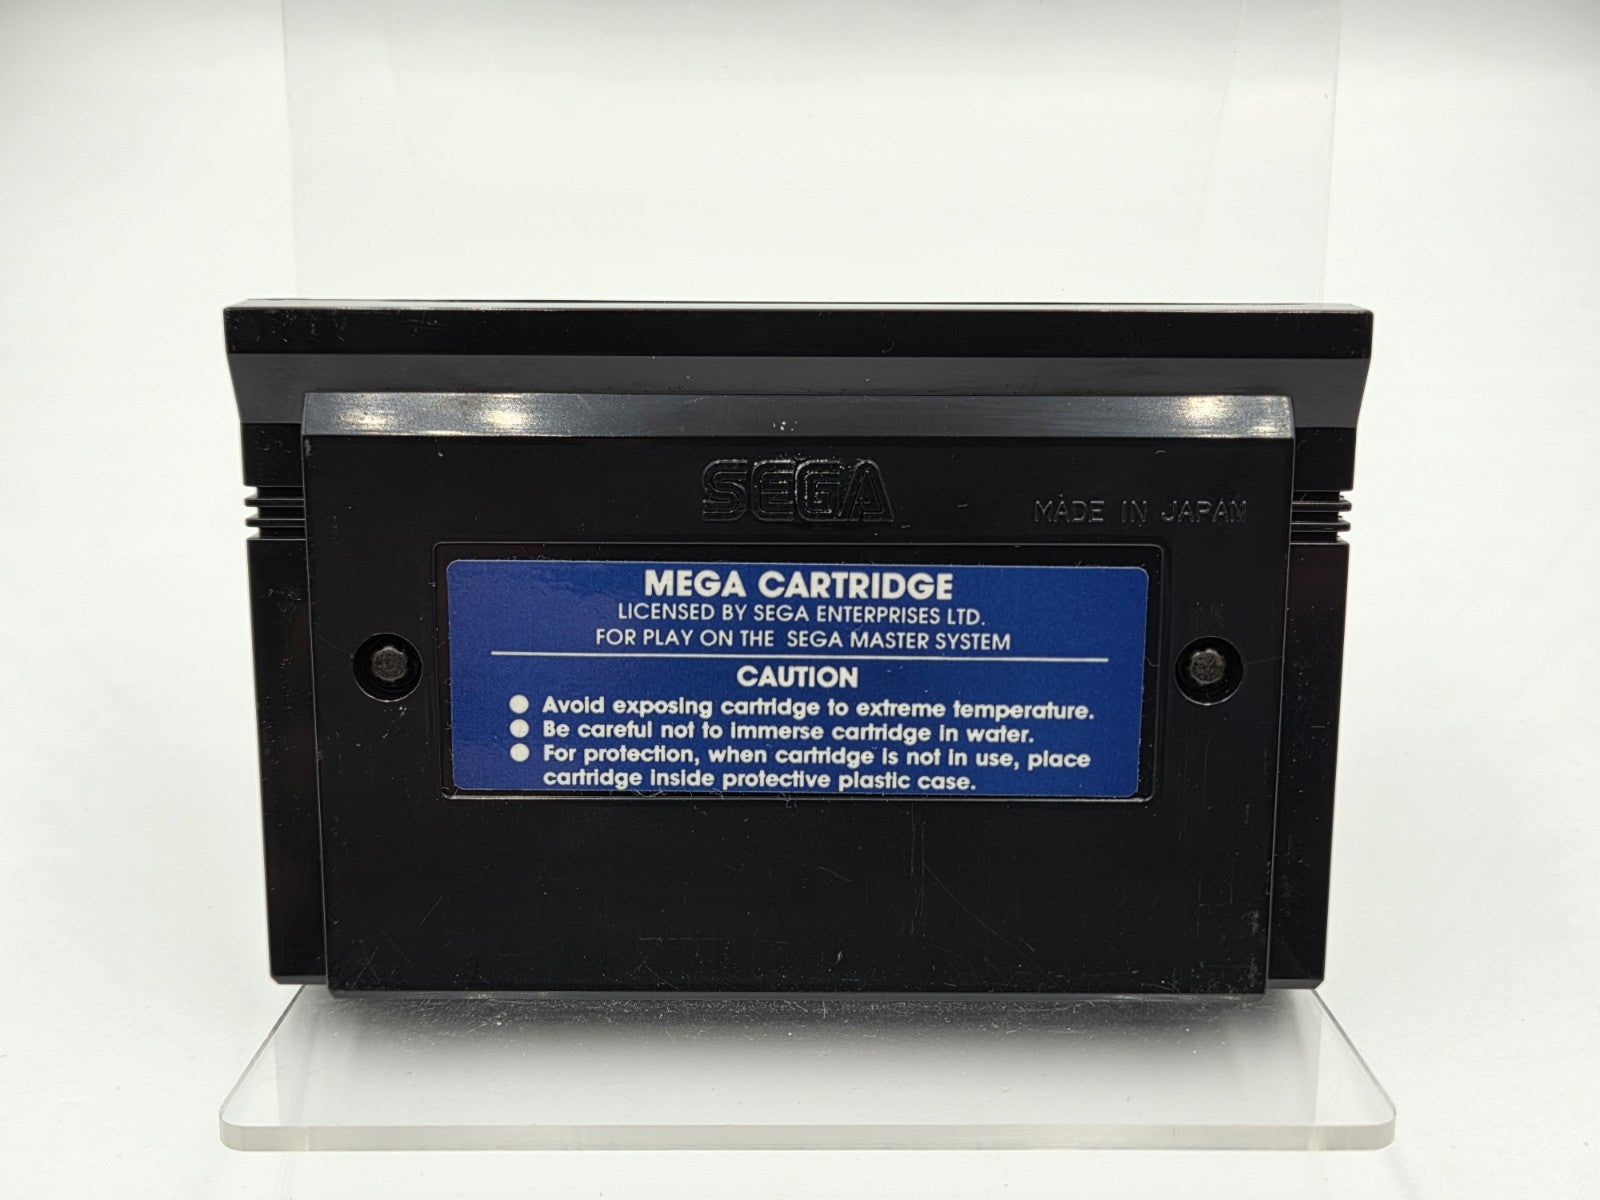 SEGA
MADE IN JAPAN
MEGA CARTRIDGE
LICENSED BY SEGA ENTERPRISES LTD.
FOR PLAY ON THE SEGA MASTER SYSTEM
CAUTION
● Avoid exposing cartridge to extreme temperature.
● Be careful not to immerse cartridge in water.
● For protection, when cartridge is not in use, place
cartridge inside protective plastic case.